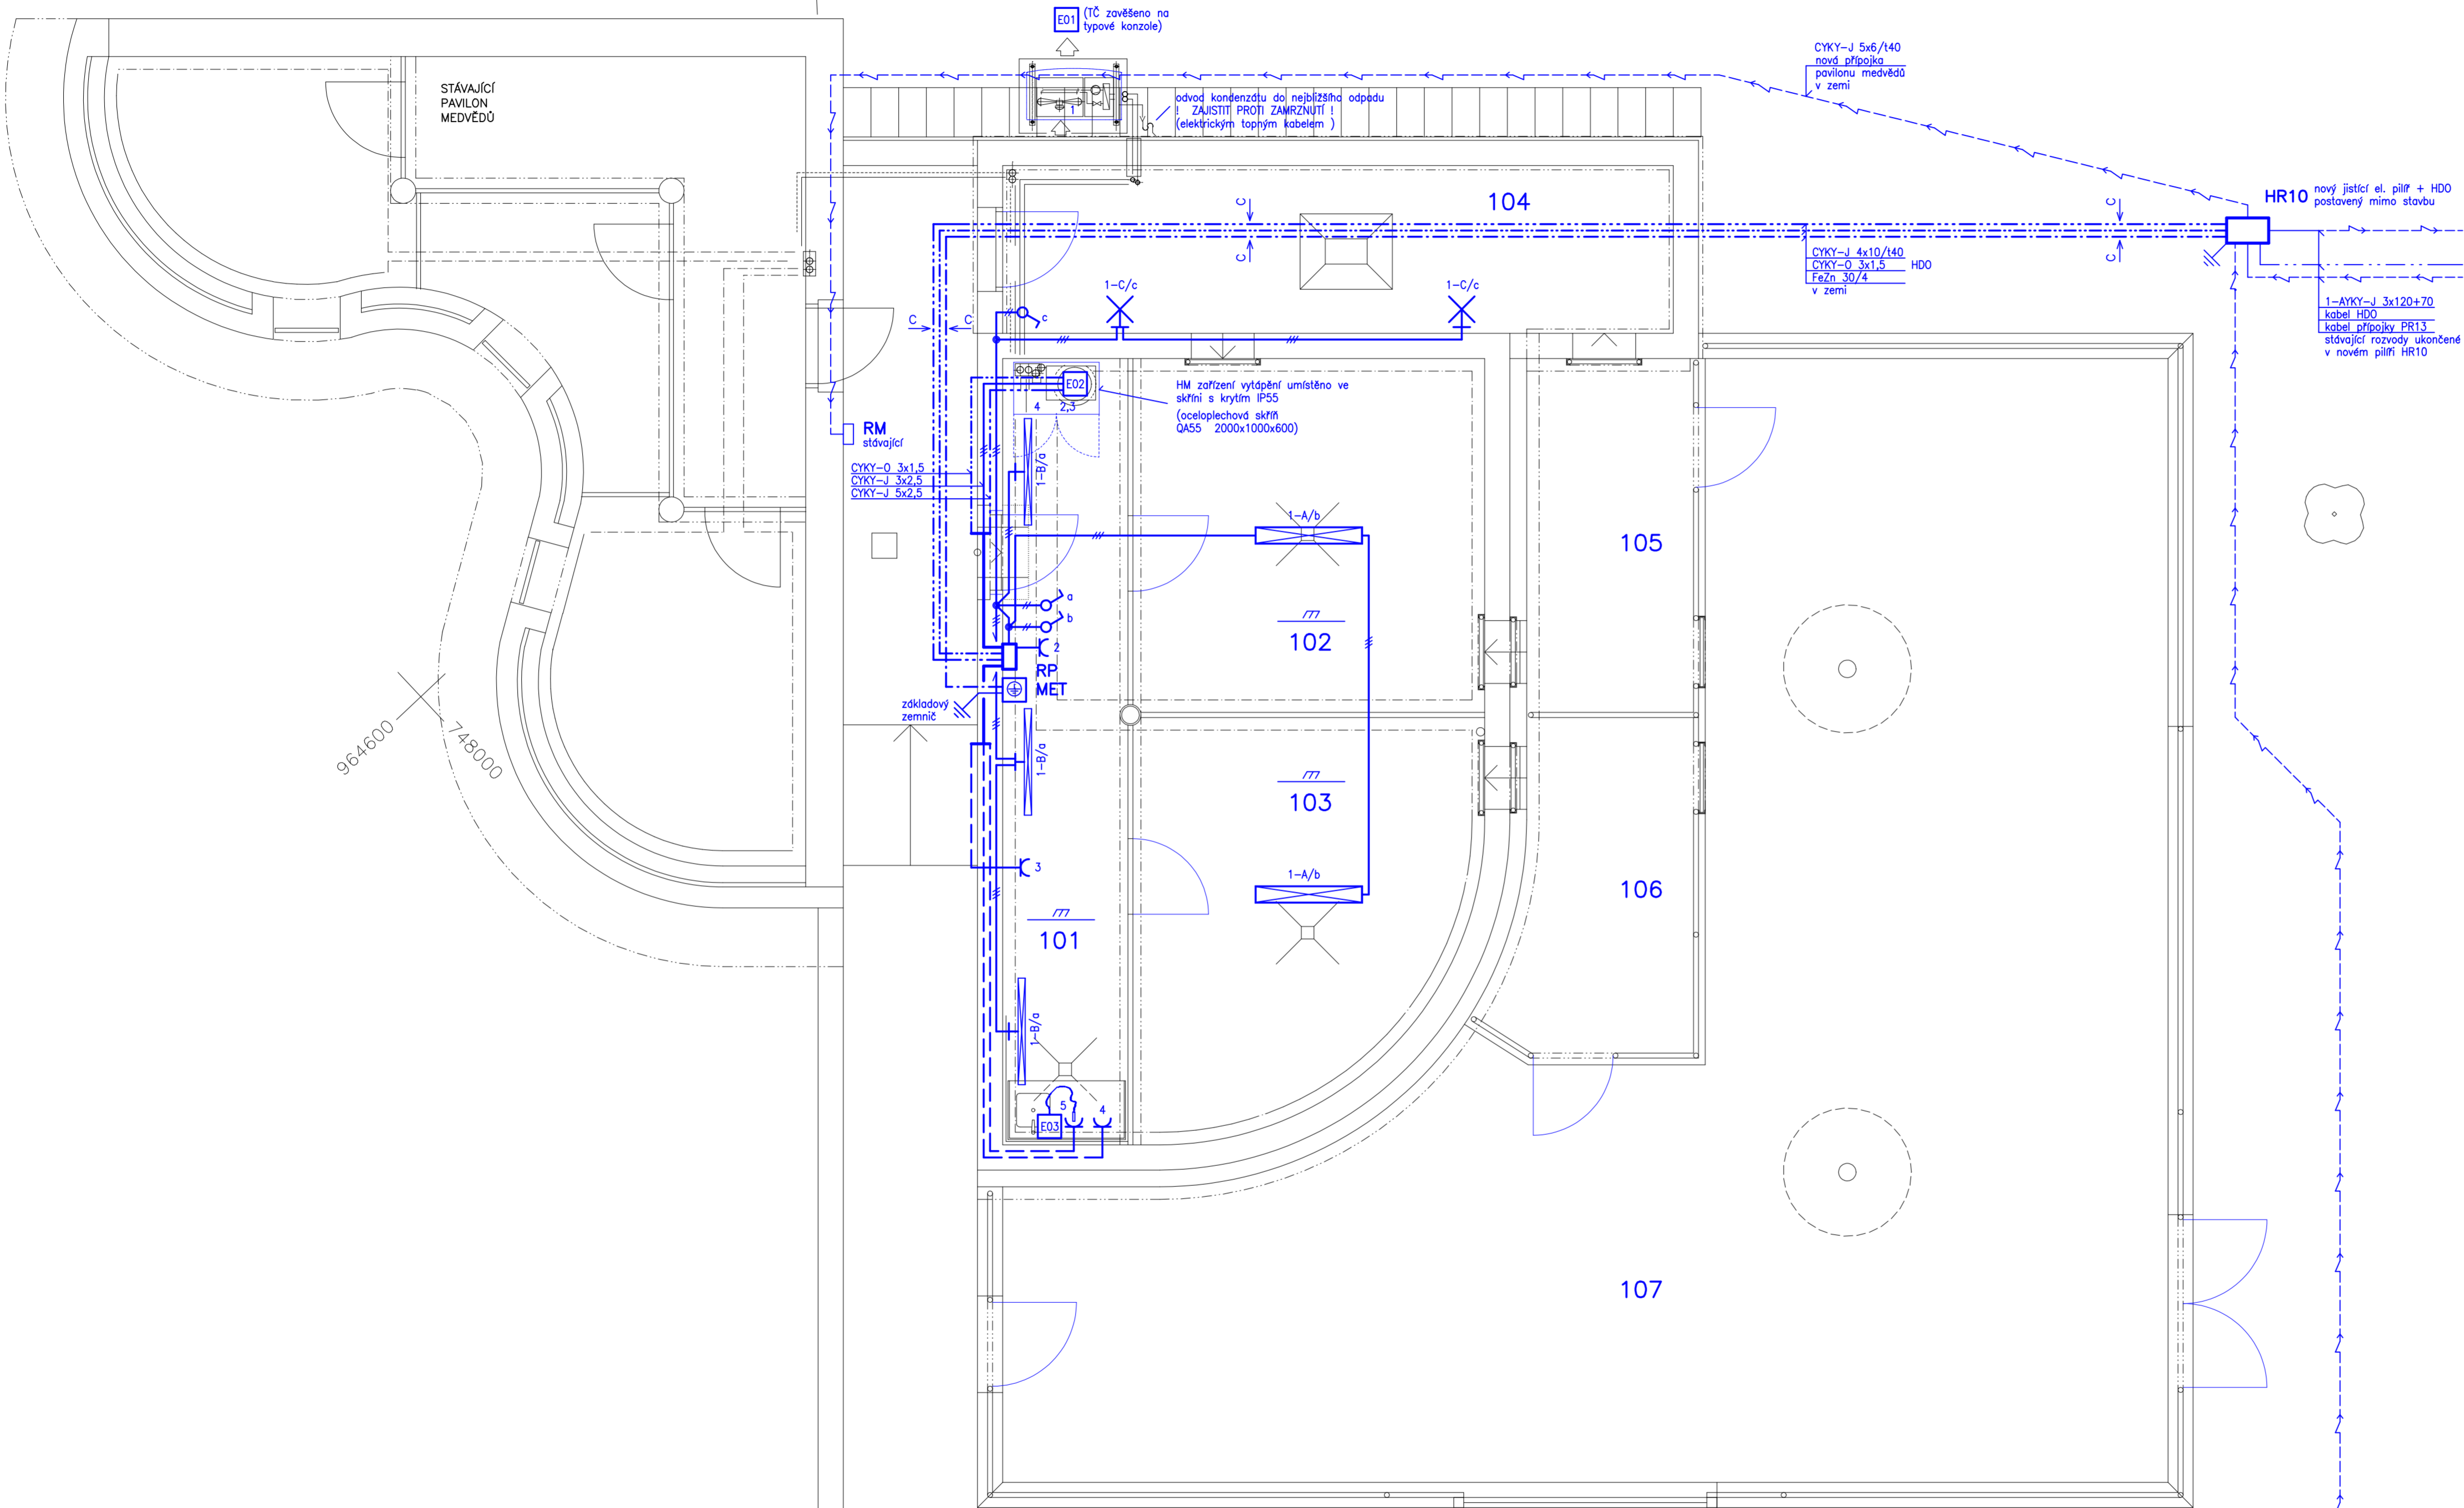 E01
(TČ zavěšeno na
typové konzole)
STÁVAJÍCÍ
PAVILON
MEDVĚDŮ
1
odvod kondenzátu do nejbližšího odpadu
! ZAJISTIT PROTI ZAMRZNUTÍ !
(elektrickým topným kabelem )
CYKY-J 5x6/t40
nová přípojka
pavilonu medvědů
v zemi
HR10
nový jistící el. pilíř + HDO
postavený mimo stavbu
104
C
C
C
C
CYKY-J 4x10/t40
CYKY-O 3x1,5 HDO
FeZn 30/4
v zemi
1-AYKY-J 3x120+70
kabel HDO
kabel přípojky PR13
stávající rozvody ukončené
v novém pilíři HR10
C
C
c
1-C/c
1-C/c
E02
4
2,3
HM zařízení vytápění umístěno ve
skříni s krytím IP55
(oceloplechová skříň
QA55 2000x1000x600)
RM
stávající
CYKY-O 3x1,5
CYKY-J 3x2,5
CYKY-J 5x2,5
1-B/a
1-A/b
105
a
b
2
102
RP
MET
základový
zemnič
964600
748000
1-B/a
103
3
1-A/b
106
101
1-B/a
E03
5
4
107